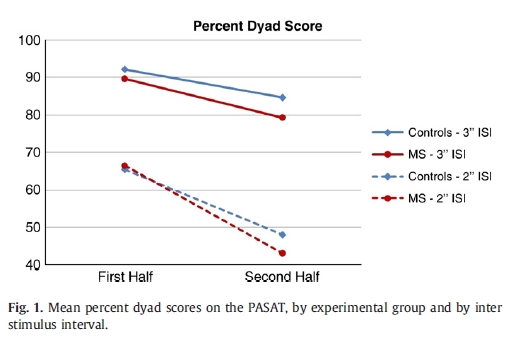 Percent Dyad Score
100
90
80
70
60
50
40
First Half
Second Half
Controls - 3" ISI
MS - 3" ISI
Controls - 2" ISI
MS - 2" ISI
Fig. 1. Mean percent dyad scores on the PASAT, by experimental group and by inter
stimulus interval.